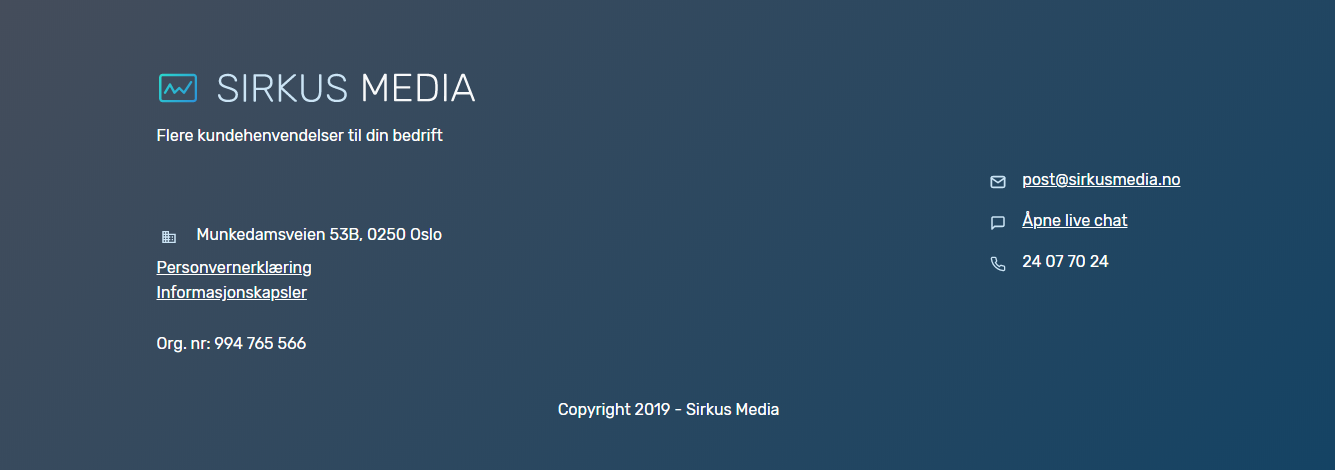 SIRKUS MEDIA
Flere kundehenvendelser til din bedrift
Munkedamsveien 53B, 0250 Oslo
Personvernerklæring
Informasjonskapsler
Org. nr: 994 765 566
post@sirkusmedia.no
Åpne live chat
24 07 70 24
Copyright 2019 - Sirkus Media